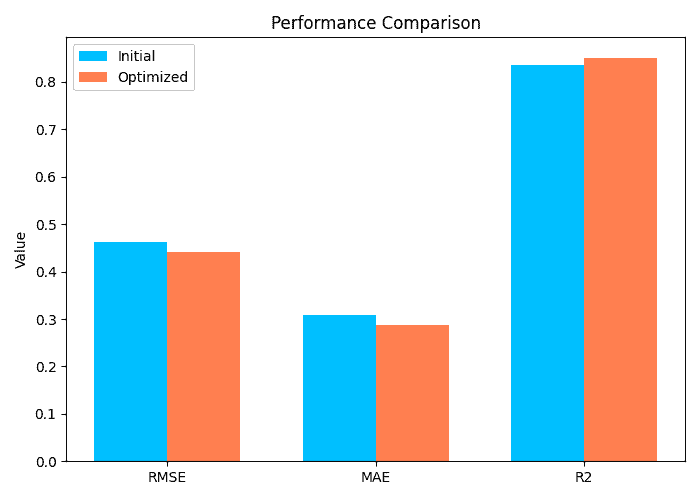 Performance Comparison
Initial
Optimized
Value
0.8
0.7
0.6
0.5
0.4
0.3
0.2
0.1
0.0
RMSE
MAE
R2